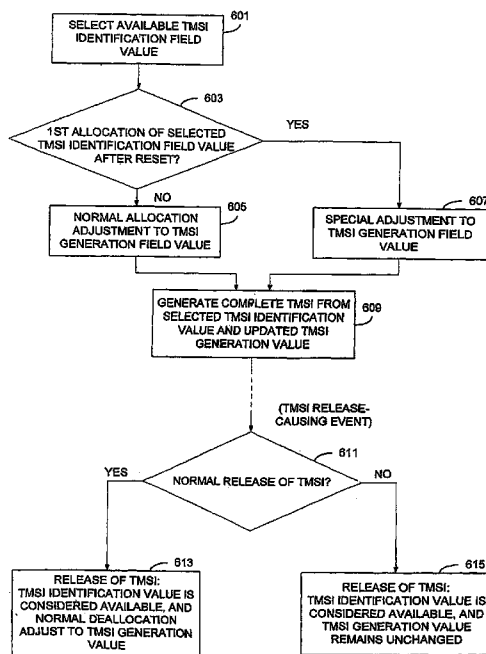 SELECT AVAILABLE TMSI
IDENTIFICATION FIELD
VALUE
601
603
1ST ALLOCATION OF SELECTED
TMSI IDENTIFICATION FIELD VALUE
AFTER RESET?
YES
NO
605
607
NORMAL ALLOCATION
ADJUSTMENT TO TMSI
GENERATION FIELD VALUE
SPECIAL ADJUSTMENT TO
TMSI GENERATION FIELD
VALUE
GENERATE COMPLETE TMSI FROM
SELECTED TMSI IDENTIFICATION
VALUE AND UPDATED TMSI
GENERATION VALUE
609
(TMSI RELEASE-
CAUSING EVENT)
611
YES
NORMAL RELEASE OF TMSI?
NO
613
615
RELEASE OF TMSI:
TMSI IDENTIFICATION VALUE IS
CONSIDERED AVAILABLE, AND
NORMAL DEALLOCATION
ADJUST TO TMSI GENERATION
VALUE
RELEASE OF TMSI:
TMSI IDENTIFICATION VALUE IS
CONSIDERED AVAILABLE, AND
TMSI GENERATION VALUE
REMAINS UNCHANGED